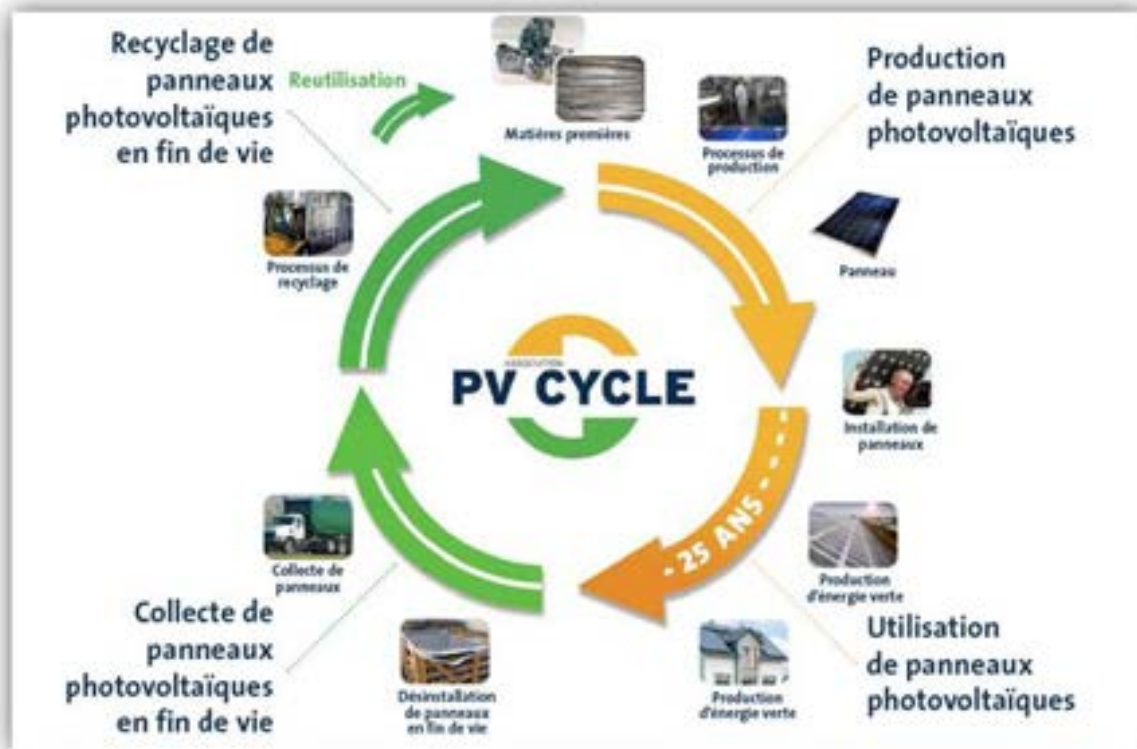 Recyclage de
panneaux
photovoltaïques
en fin de vie
Reutilisation
Matières premières
Processus de
production
Production
de panneaux
photovoltaïques
Panneau
Installation de
panneaux
- 25 ANS -
Production
d'énergie verte
Utilisation
de panneaux
photovoltaïques
Production
d'énergie verte
Désinstallation
de panneaux
en fin de vie
Collecte de
panneaux
photovoltaïques
en fin de vie
Collecte de
panneaux
Processus de
recyclage
ASSOCIATION
PV CYCLE